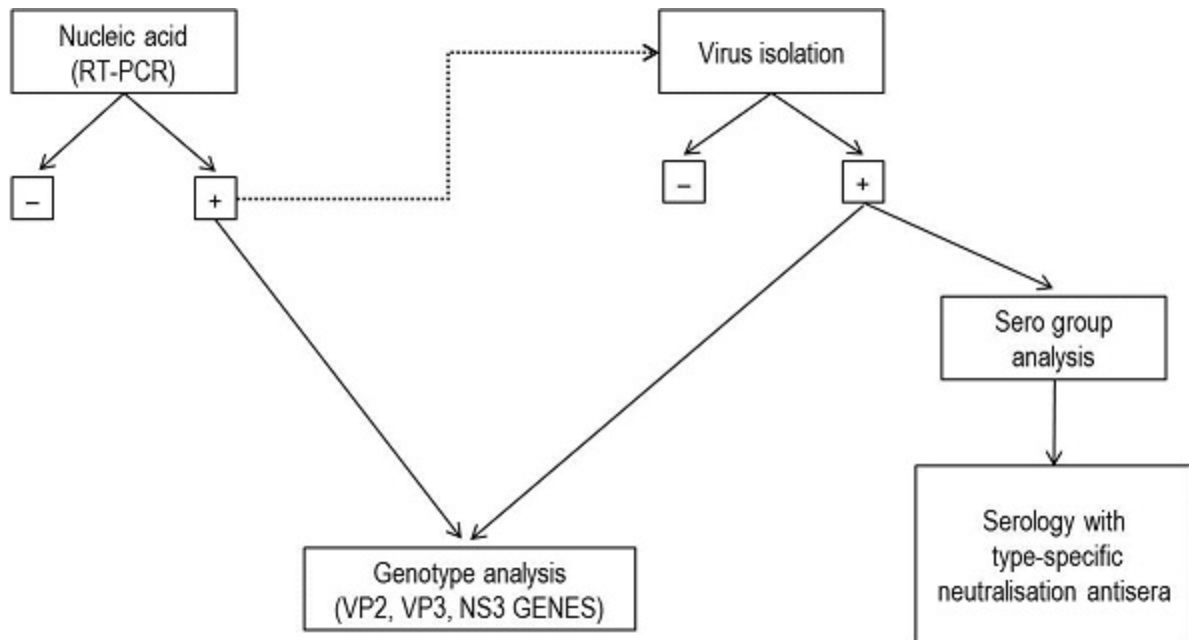 Nucleic acid
(RT-PCR)
Virus isolation
–
+
–
+
Sero group
analysis
Serology with
type-specific
neutralisation antisera
Genotype analysis
(VP2, VP3, NS3 GENES)